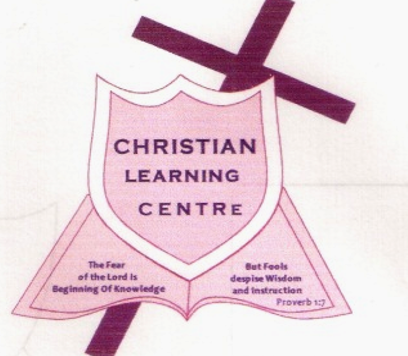 CHRISTIAN
LEARNING
CENTRE
The Fear
of the Lord Is
Beginning Of Knowledge
But Fools
despise Wisdom
and Instruction
Proverb 1:7